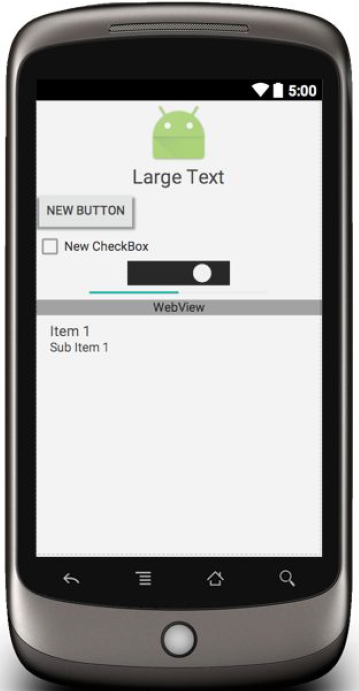 5:00
Large Text
NEW BUTTON
New CheckBox
WebView
Item 1
Sub Item 1